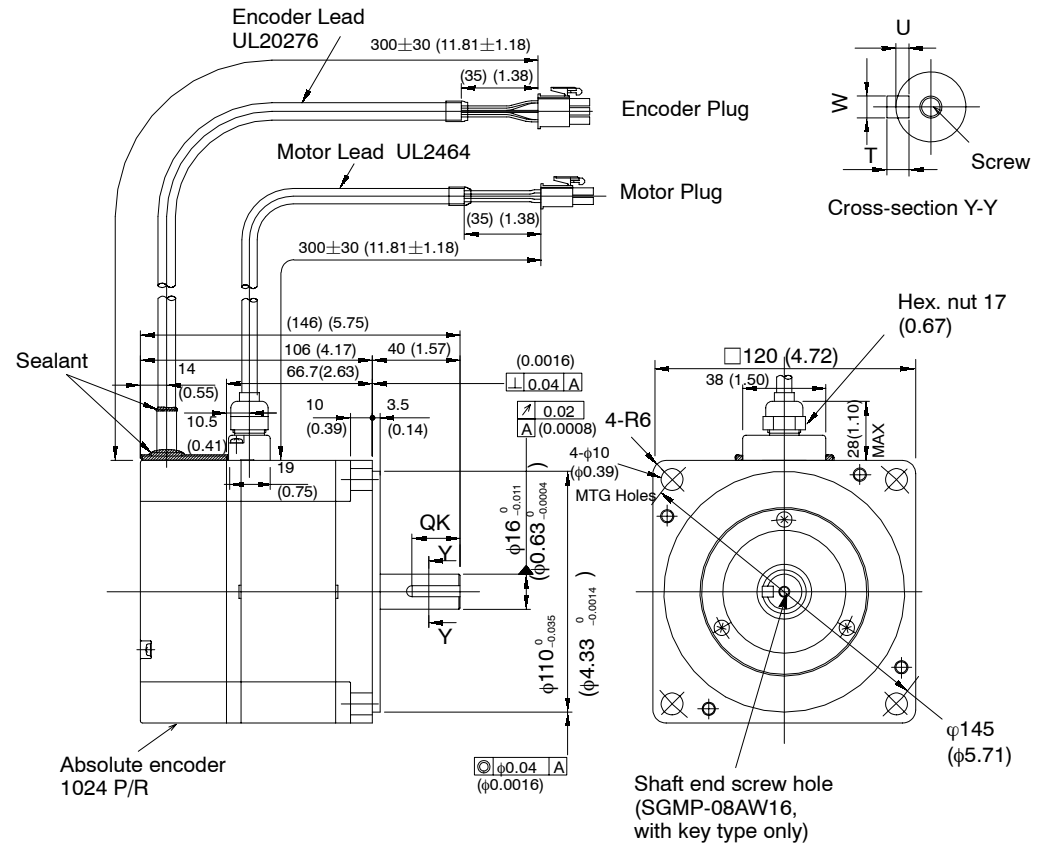 Encoder Lead
UL20276
300±30 (11.81±1.18)
(35) (1.38)
Encoder Plug
Motor Lead UL2464
Motor Plug
(35) (1.38)
300±30 (11.81±1.18)
U
W
T
Screw
Cross-section Y-Y
Hex. nut 17
(0.67)
(146) (5.75)
106 (4.17)
40 (1.57)
(0.0016)
□120 (4.72)
Sealant
14
(0.55)
66.7(2.63)
⊥ 0.04 A
38 (1.50)
10.5
(0.41)
10
(0.39)
3.5
(0.14)
↗ 0.02
A (0.0008)
4-R6
28(1.10)
MAX
4-ϕ10
(ϕ0.39)
MTG Holes
19
(0.75)
QK
Y
Y
ϕ16 0 -0.011
(ϕ0.63 0 -0.0004 )
ϕ110 0 -0.035
(ϕ4.33 0 -0.0014 )
Absolute encoder
1024 P/R
◎ ϕ0.04 A
(ϕ0.0016)
φ145
(ϕ5.71)
Shaft end screw hole
(SGMP-08AW16,
with key type only)